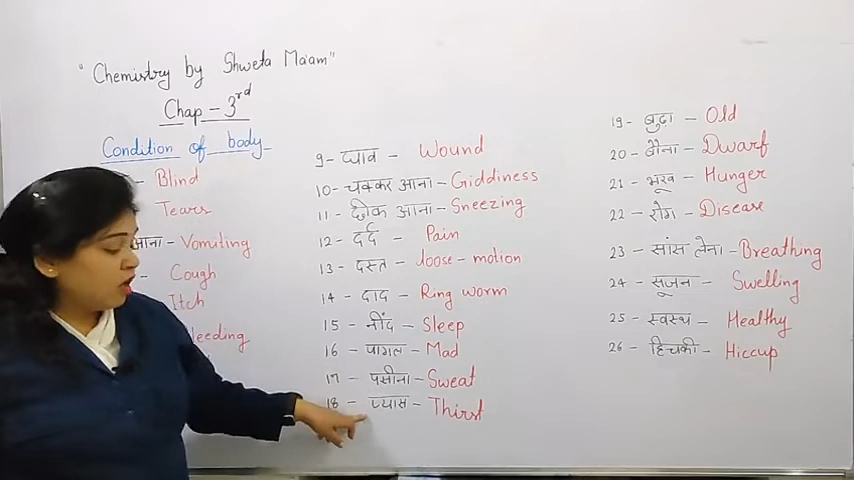 "Chemistry by Shweta Ma'am"
Chap - 3rd
Condition of body
- Blind
Tears
आना - Vomiting
- Cough
Itch
9 - घाव - Wound
10 - चक्कर आना - Giddiness
11 - छींक आना - Sneezing
12 - दर्द - Pain
13 - दस्त - loose - motion
14 - दाद - Ring worm
15 - नींद - Sleep
16 - पागल - Mad
17 - पसीना - Sweat
18 - प्यास - Thirst
19 - बुढ़ा - Old
20 - बौना - Dwarf
21 - भूख - Hunger
22 - रोग - Disease
23 - सांस लेना - Breathing
24 - सूजन - Swelling
25 - स्वस्थ - Healthy
26 - हिचकी - Hiccup